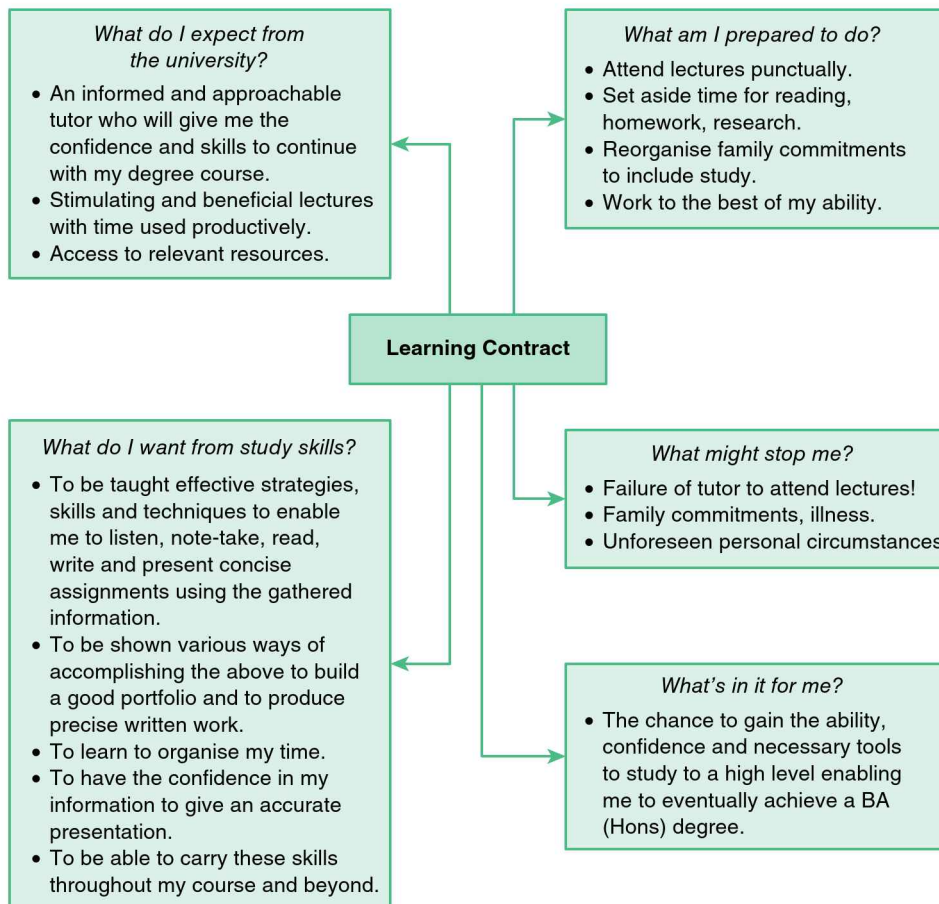 What do I expect from
the university?
• An informed and approachable
tutor who will give me the
confidence and skills to continue
with my degree course.
• Stimulating and beneficial lectures
with time used productively.
• Access to relevant resources.
What am I prepared to do?
• Attend lectures punctually.
• Set aside time for reading,
homework, research.
• Reorganise family commitments
to include study.
• Work to the best of my ability.
Learning Contract
What do I want from study skills?
• To be taught effective strategies,
skills and techniques to enable
me to listen, note-take, read,
write and present concise
assignments using the gathered
information.
• To be shown various ways of
accomplishing the above to build
a good portfolio and to produce
precise written work.
• To learn to organise my time.
• To have the confidence in my
information to give an accurate
presentation.
• To be able to carry these skills
throughout my course and beyond.
What might stop me?
• Failure of tutor to attend lectures!
• Family commitments, illness.
• Unforeseen personal circumstances
What's in it for me?
• The chance to gain the ability,
confidence and necessary tools
to study to a high level enabling
me to eventually achieve a BA
(Hons) degree.